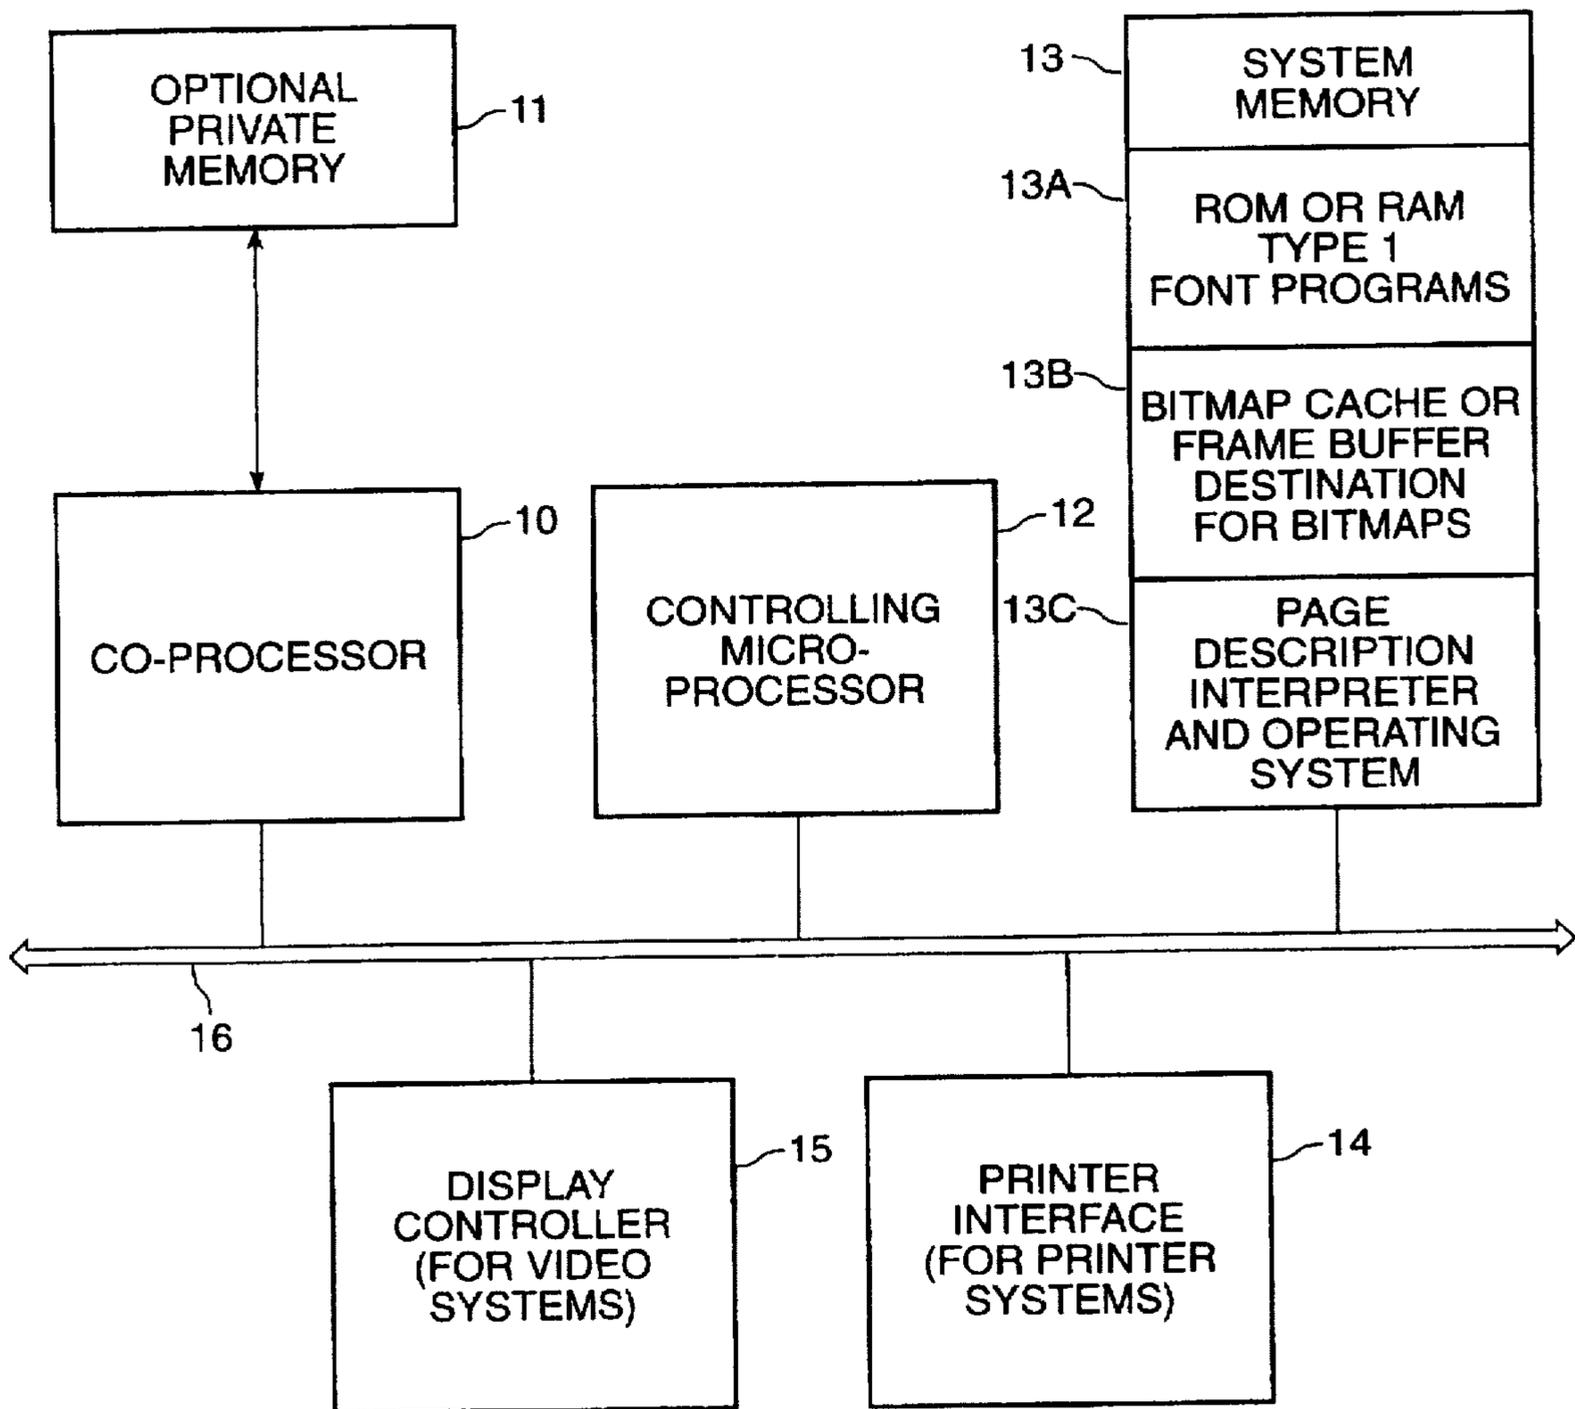 OPTIONAL
PRIVATE
MEMORY
11
13
SYSTEM
MEMORY
13A
ROM OR RAM
TYPE 1
FONT PROGRAMS
13B
BITMAP CACHE OR
FRAME BUFFER
DESTINATION
FOR BITMAPS
13C
PAGE
DESCRIPTION
INTERPRETER
AND OPERATING
SYSTEM
10
CO-PROCESSOR
12
CONTROLLING
MICRO-
PROCESSOR
16
15
DISPLAY
CONTROLLER
(FOR VIDEO
SYSTEMS)
14
PRINTER
INTERFACE
(FOR PRINTER
SYSTEMS)